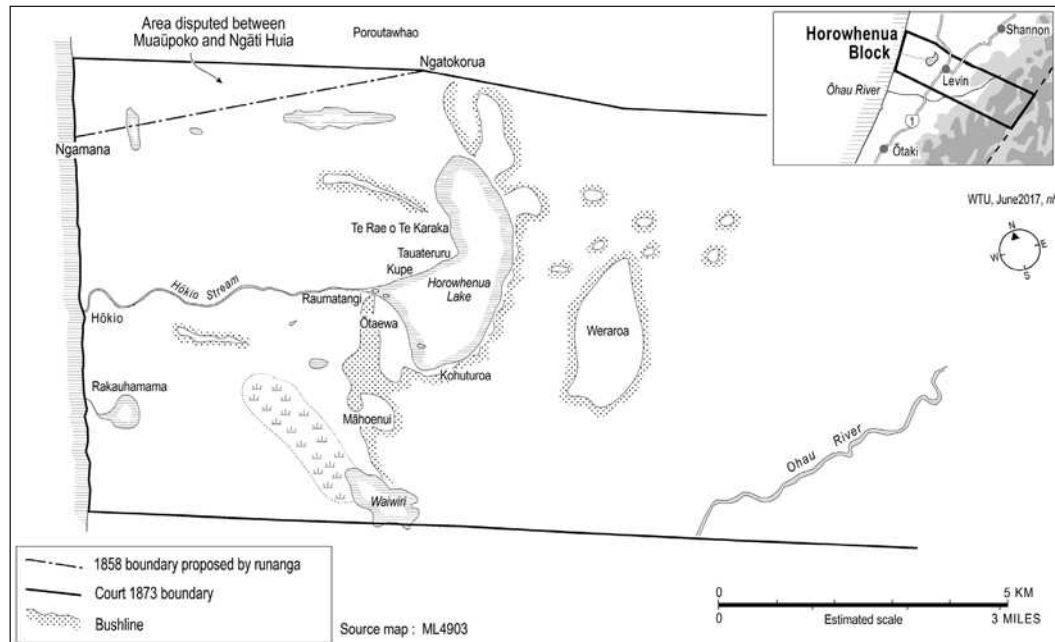 Area disputed between
Muaūpoko and Ngāti Huia
Poroutawhao
Ngatokorua
Horowhenua
Block
Shannon
Levin
Ōhau River
1
Ōtaki
Ngamana
WTU, June2017, nh
N
W
E
S
Te Rae o Te Karaka
Tauateruru
Kupe
Horowhenua
Lake
Hōkio Stream
Raumatangi
Hōkio
Ōtaewa
Weraroa
Kohuturoa
Rakauhamama
Māhoenui
Ohau River
Waiwiri
1858 boundary proposed by runanga
Court 1873 boundary
Bushline
Source map : ML4903
0 5 KM
0 Estimated scale 3 MILES